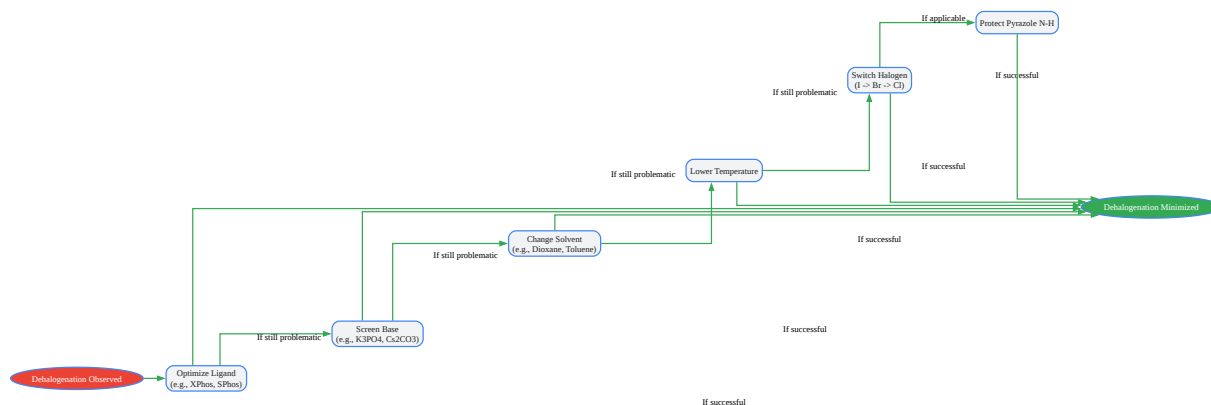 If applicable
Protect Pyrazole N-H
Switch Halogen
(I -> Br -> Cl)
If successful
If still problematic
If still problematic
Lower Temperature
If successful
Dehalogenation Minimized
Change Solvent
(e.g., Dioxane, Toluene)
If successful
If still problematic
Screen Base
(e.g., K3PO4, Cs2CO3)
If successful
If still problematic
Dehalogenation Observed
Optimize Ligand
(e.g., XPhos, SPhos)
If successful